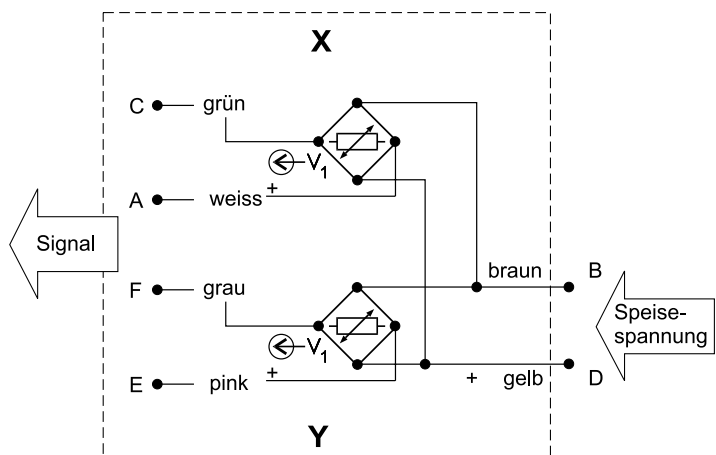 X
C grün
V1
A weiss +
Signal
F grau
braun B
Speise-
spannung
V1
E pink +
+ gelb D
Y